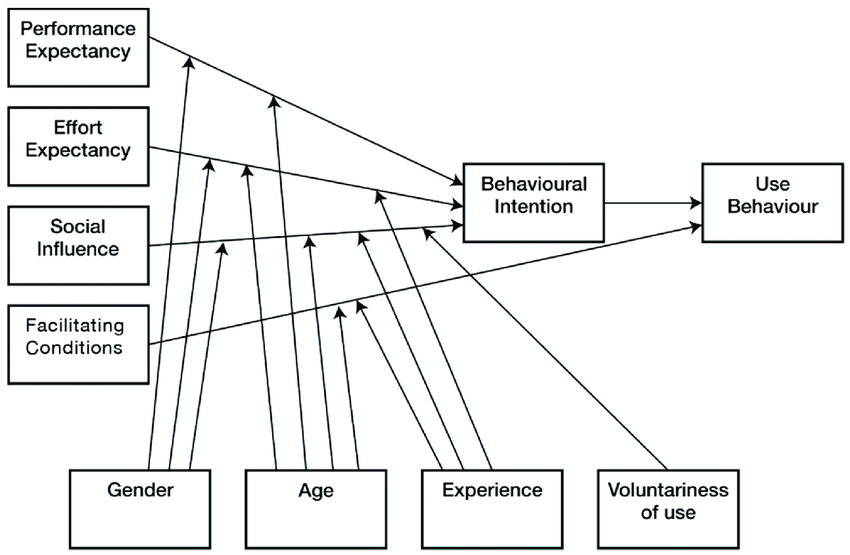 Performance
Expectancy
Effort
Expectancy
Social
Influence
Facilitating
Conditions
Behavioural
Intention
Use
Behaviour
Gender
Age
Experience
Voluntariness
of use